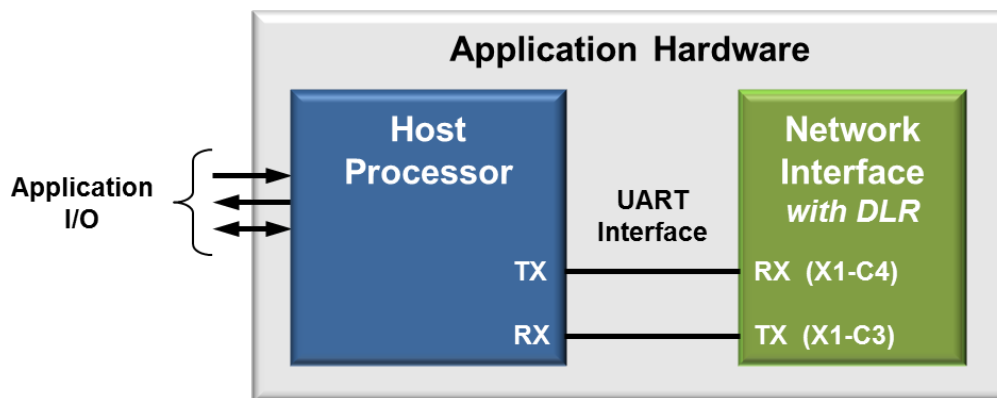 Application Hardware
Host
Processor
Network
Interface
with DLR
Application
I/O
UART
Interface
TX
RX (X1-C4)
RX
TX (X1-C3)